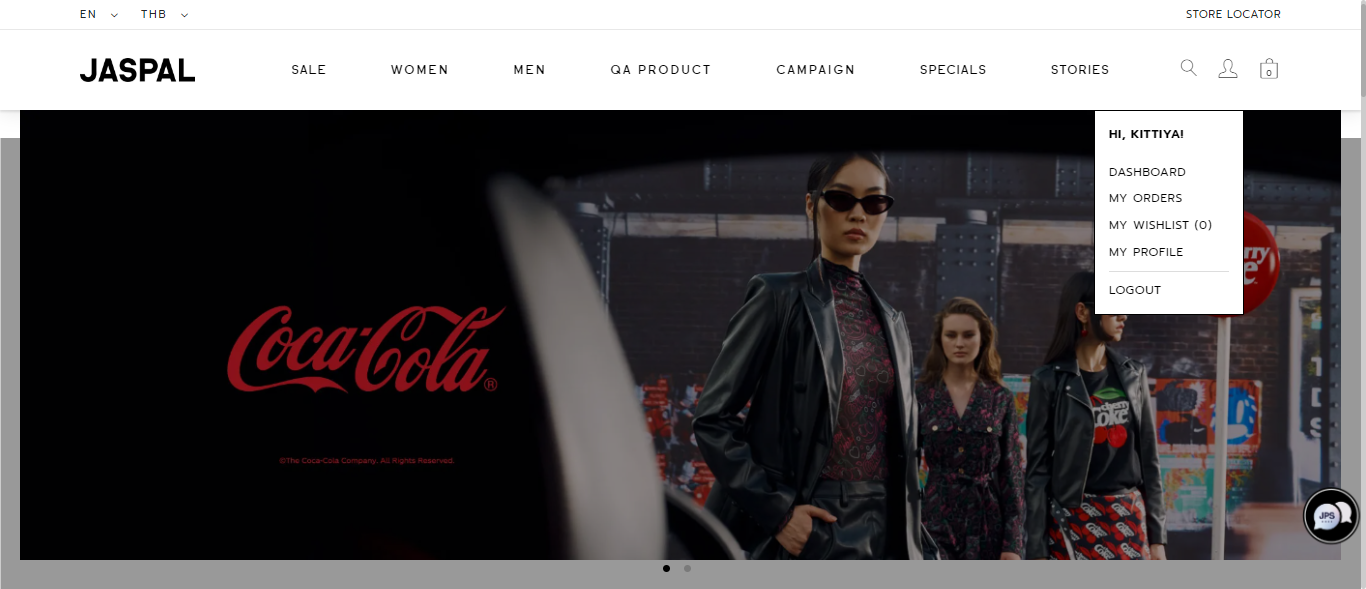 EN THB STORE LOCATOR
JASPAL SALE WOMEN MEN QA PRODUCT CAMPAIGN SPECIALS STORIES 0
HI, KITTIYA!
DASHBOARD
MY ORDERS
MY WISHLIST (0)
MY PROFILE
LOGOUT
Coca-Cola®
©The Coca-Cola Company. All Rights Reserved.
JPS